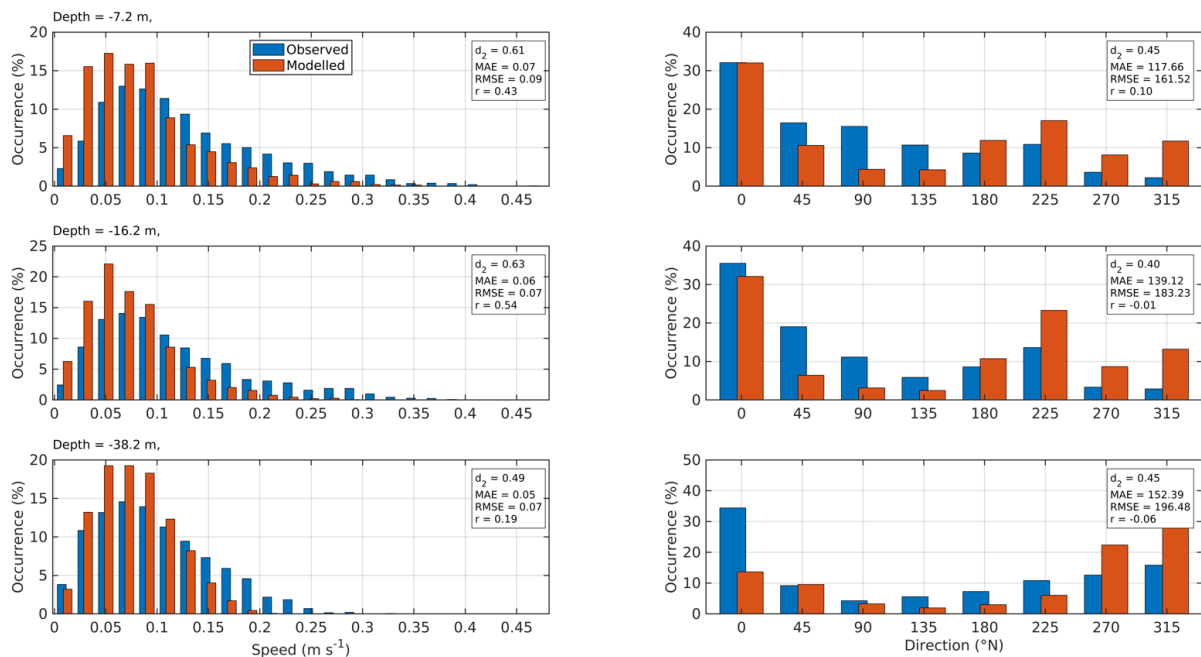 Depth = -7.2 m,
20
15
10
5
0
Occurrence (%)
Observed
Modelled
d2 = 0.61
MAE = 0.07
RMSE = 0.09
r = 0.43
0 0.05 0.1 0.15 0.2 0.25 0.3 0.35 0.4 0.45
40
30
20
10
0
Occurrence (%)
d2 = 0.45
MAE = 117.66
RMSE = 161.52
r = 0.10
0 45 90 135 180 225 270 315
Depth = -16.2 m,
25
20
15
10
5
0
Occurrence (%)
d2 = 0.63
MAE = 0.06
RMSE = 0.07
r = 0.54
0 0.05 0.1 0.15 0.2 0.25 0.3 0.35 0.4 0.45
40
30
20
10
0
Occurrence (%)
d2 = 0.40
MAE = 139.12
RMSE = 183.23
r = -0.01
0 45 90 135 180 225 270 315
Depth = -38.2 m,
20
15
10
5
0
Occurrence (%)
d2 = 0.49
MAE = 0.05
RMSE = 0.07
r = 0.19
0 0.05 0.1 0.15 0.2 0.25 0.3 0.35 0.4 0.45
Speed (m s-1)
50
40
30
20
10
0
Occurrence (%)
d2 = 0.45
MAE = 152.39
RMSE = 196.48
r = -0.06
0 45 90 135 180 225 270 315
Direction (°N)